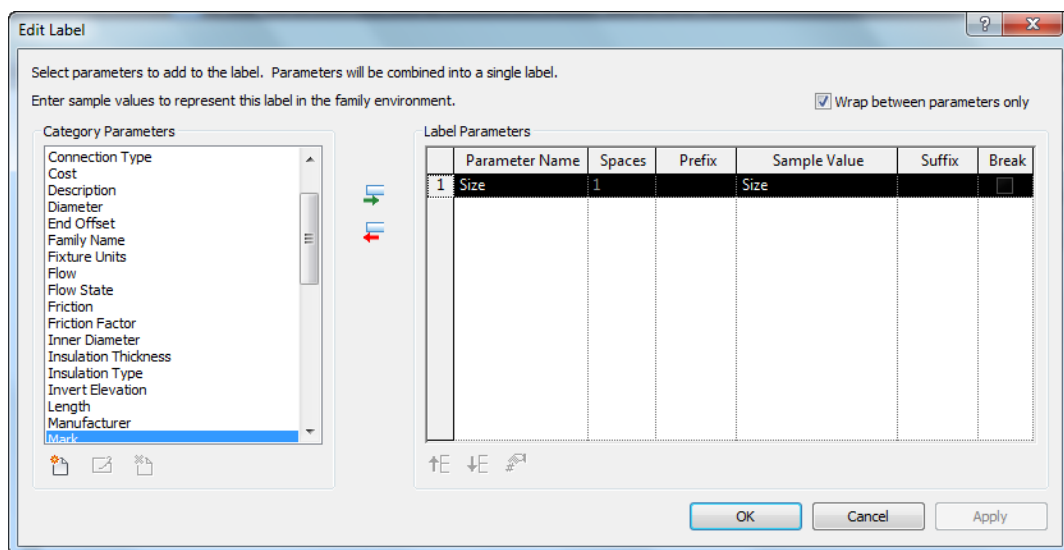 Edit Label
?
X
Select parameters to add to the label. Parameters will be combined into a single label.
Enter sample values to represent this label in the family environment.
Wrap between parameters only
Category Parameters
Connection Type
Cost
Description
Diameter
End Offset
Family Name
Fixture Units
Flow
Flow State
Friction
Friction Factor
Inner Diameter
Insulation Thickness
Insulation Type
Invert Elevation
Length
Manufacturer
Mark
Label Parameters
Parameter Name Spaces Prefix Sample Value Suffix Break
1 Size 1 Size
OK Cancel Apply